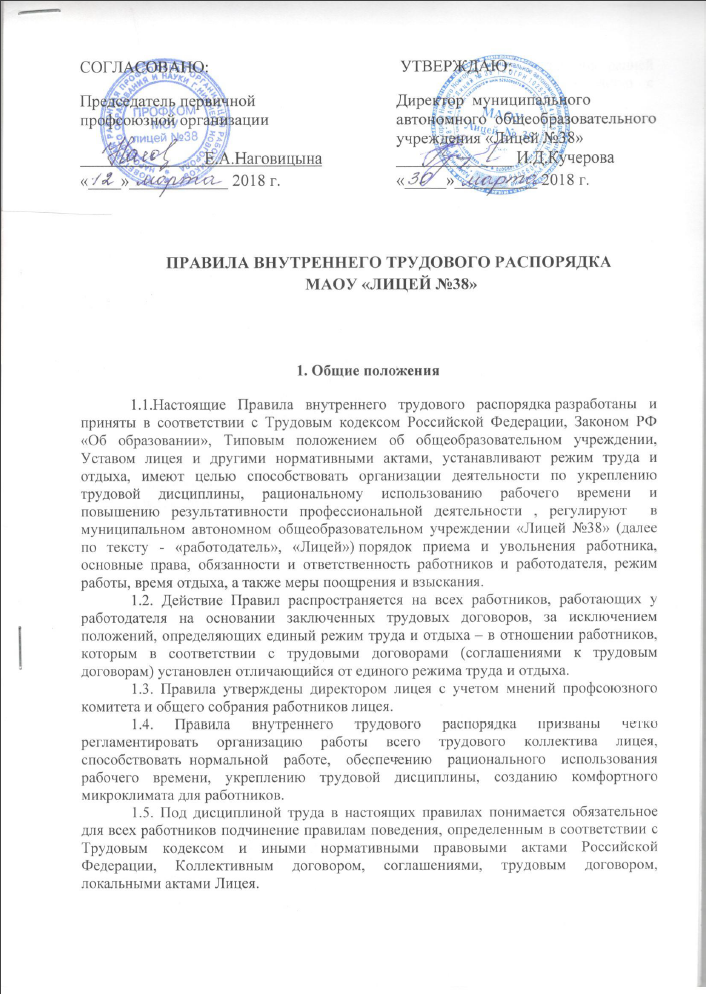 СОГЛАСОВАНО:
Председатель первичной
профсоюзной организации
Е.А.Наговицына
«12» марта 2018 г.
УТВЕРЖДАЮ:
Директор муниципального
автономного общеобразовательного
учреждения «Лицей №38»
И.Д.Кучерова
«30» марта 2018 г.
ПРОФКОМ
МОУ
лицей №38
МАОУ
"Лицей № 38"
ПРАВИЛА ВНУТРЕННЕГО ТРУДОВОГО РАСПОРЯДКА
МАОУ «ЛИЦЕЙ №38»
1. Общие положения
1.1.Настоящие Правила внутреннего трудового распорядка разработаны и
приняты в соответствии с Трудовым кодексом Российской Федерации, Законом РФ
«Об образовании», Типовым положением об общеобразовательном учреждении,
Уставом лицея и другими нормативными актами, устанавливают режим труда и
отдыха, имеют целью способствовать организации деятельности по укреплению
трудовой дисциплины, рациональному использованию рабочего времени и
повышению результативности профессиональной деятельности , регулируют в
муниципальном автономном общеобразовательном учреждении «Лицей №38» (далее
по тексту - «работодатель», «Лицей») порядок приема и увольнения работника,
основные права, обязанности и ответственность работников и работодателя, режим
работы, время отдыха, а также меры поощрения и взыскания.
1.2. Действие Правил распространяется на всех работников, работающих у
работодателя на основании заключенных трудовых договоров, за исключением
положений, определяющих единый режим труда и отдыха – в отношении работников,
которым в соответствии с трудовыми договорами (соглашениями к трудовым
договорам) установлен отличающийся от единого режима труда и отдыха.
1.3. Правила утверждены директором лицея с учетом мнений профсоюзного
комитета и общего собрания работников лицея.
1.4. Правила внутреннего трудового распорядка призваны четко
регламентировать организацию работы всего трудового коллектива лицея,
способствовать нормальной работе, обеспечению рационального использования
рабочего времени, укреплению трудовой дисциплины, созданию комфортного
микроклимата для работников.
1.5. Под дисциплиной труда в настоящих правилах понимается обязательное
для всех работников подчинение правилам поведения, определенным в соответствии с
Трудовым кодексом и иными нормативными правовыми актами Российской
Федерации, Коллективным договором, соглашениями, трудовым договором,
локальными актами Лицея.